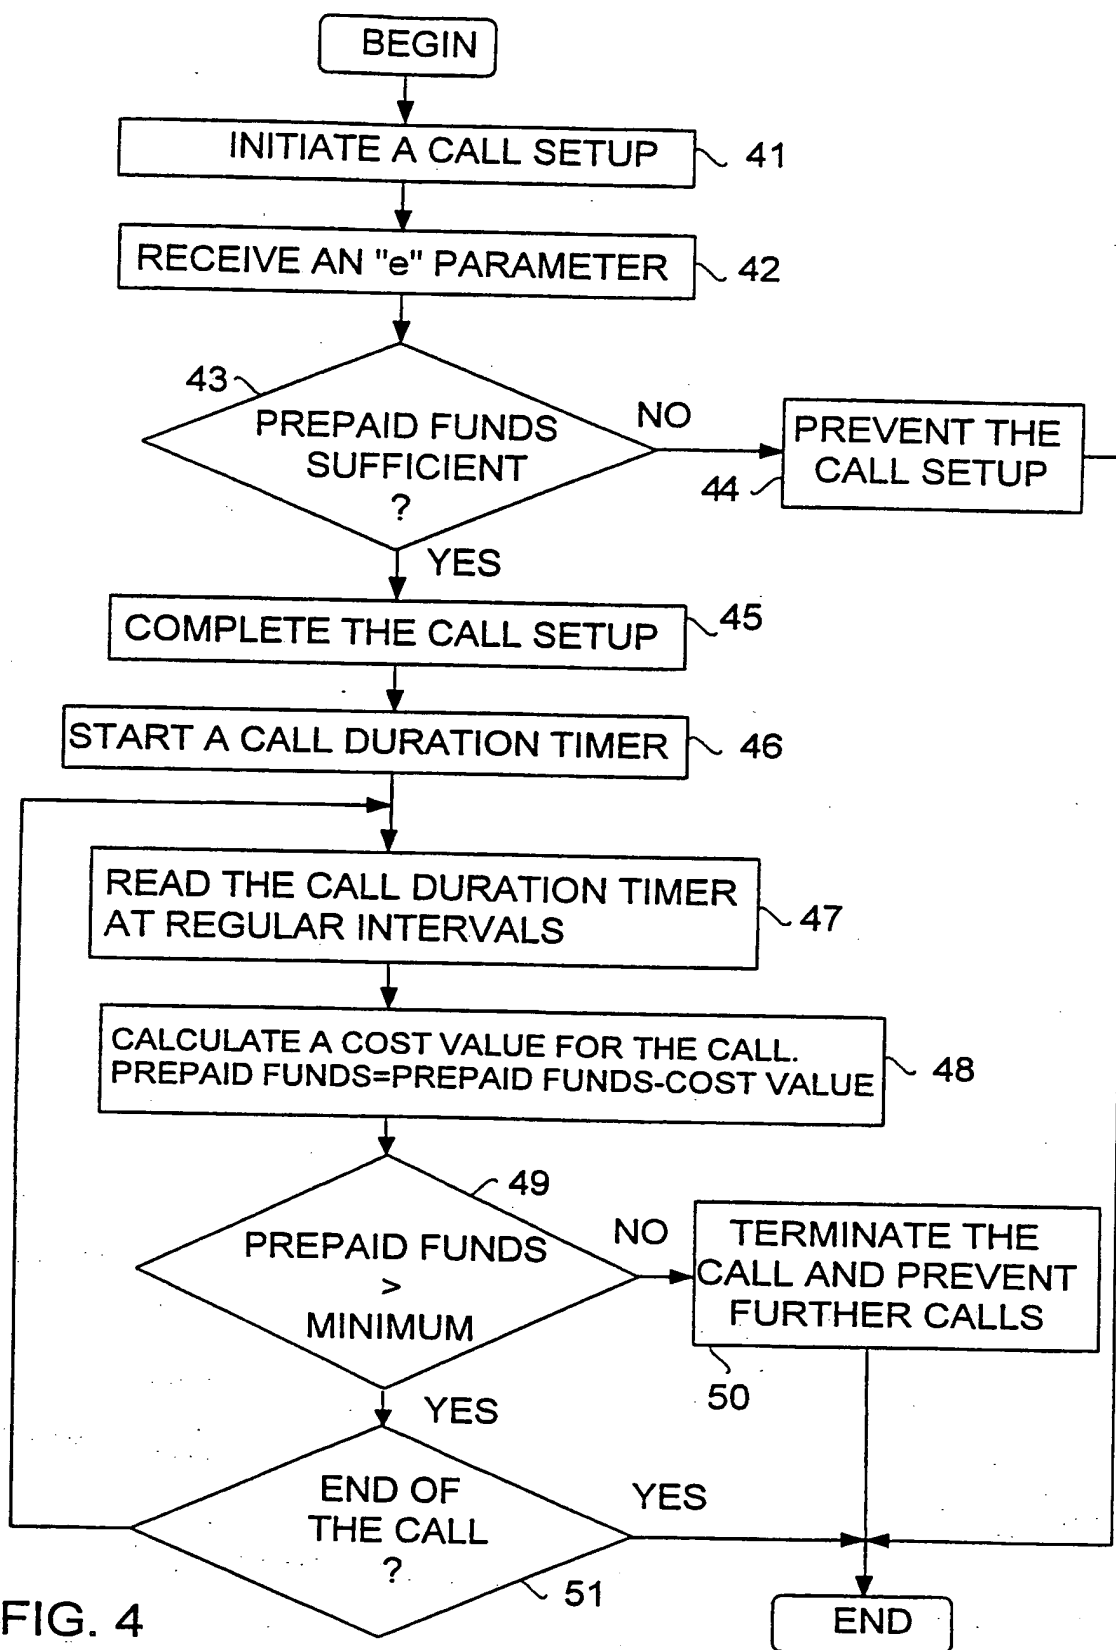 BEGIN
INITIATE A CALL SETUP
41
RECEIVE AN "e" PARAMETER
42
43
PREPAID FUNDS
SUFFICIENT
?
NO
PREVENT THE
CALL SETUP
44
YES
COMPLETE THE CALL SETUP
45
START A CALL DURATION TIMER
46
READ THE CALL DURATION TIMER
AT REGULAR INTERVALS
47
CALCULATE A COST VALUE FOR THE CALL.
PREPAID FUNDS=PREPAID FUNDS-COST VALUE
48
49
PREPAID FUNDS
>
MINIMUM
NO
TERMINATE THE
CALL AND PREVENT
FURTHER CALLS
50
YES
END OF
THE CALL
?
YES
51
END
FIG. 4